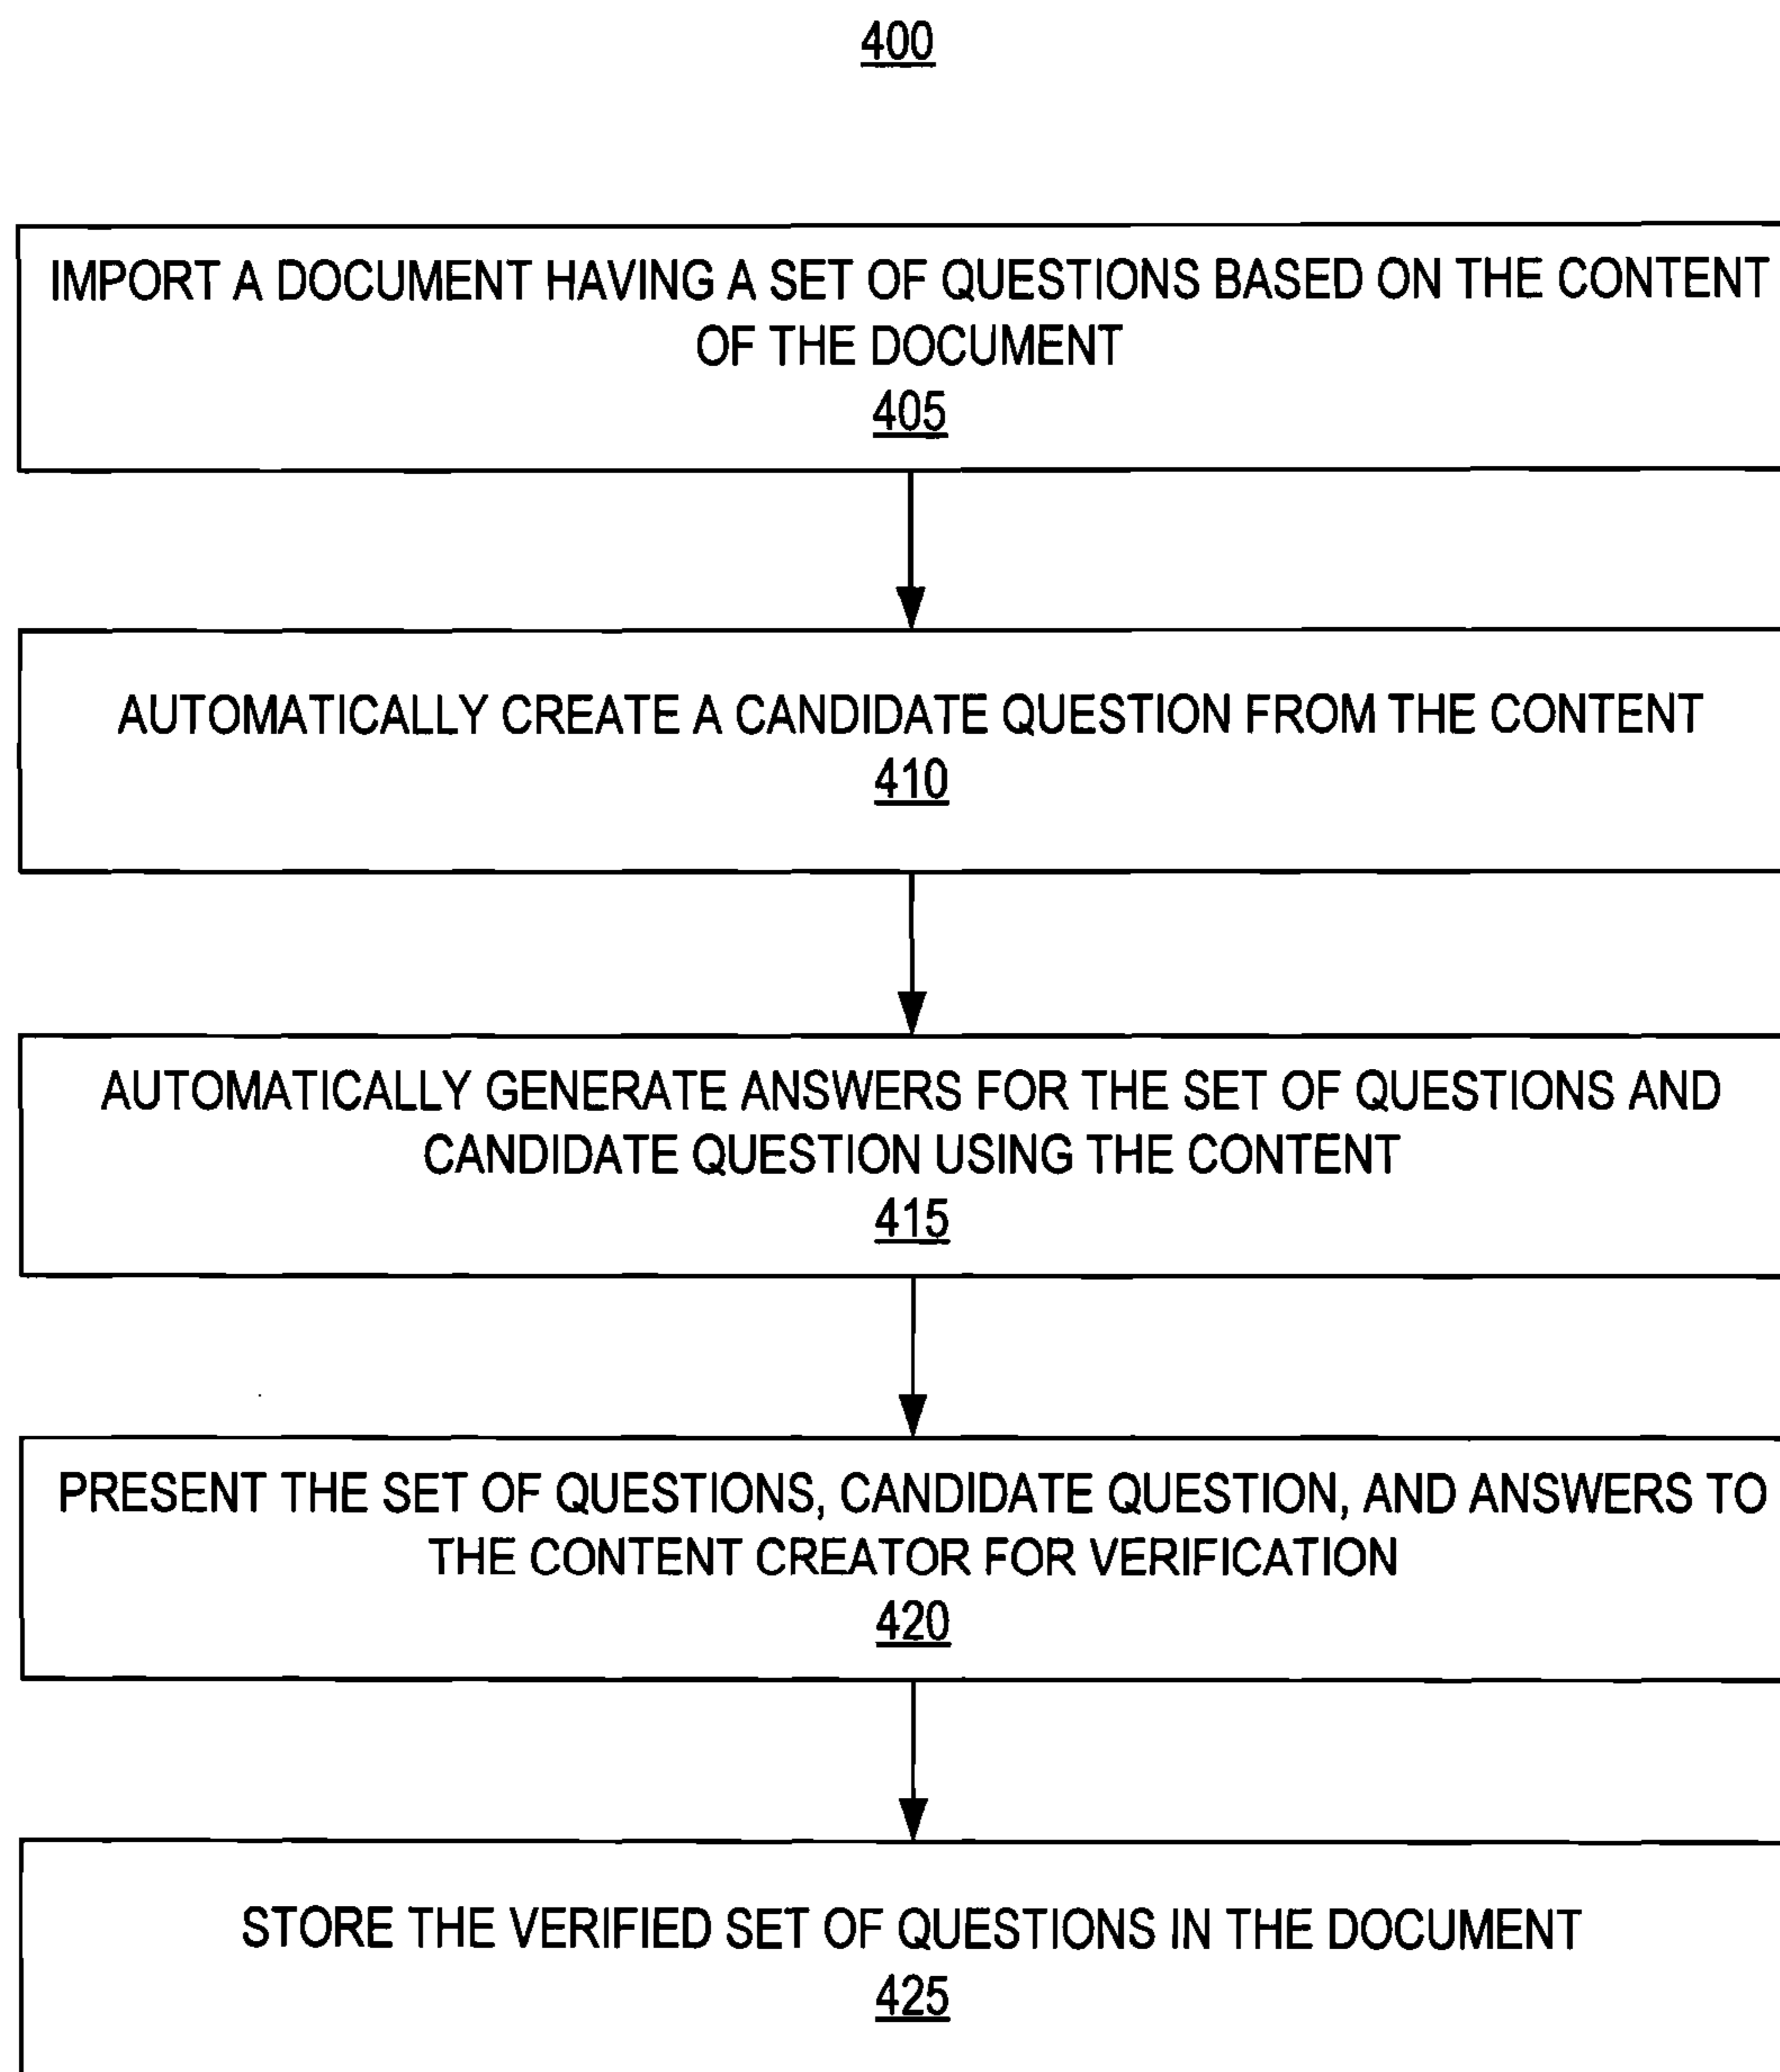 400
IMPORT A DOCUMENT HAVING A SET OF QUESTIONS BASED ON THE CONTENT
OF THE DOCUMENT
405
AUTOMATICALLY CREATE A CANDIDATE QUESTION FROM THE CONTENT
410
AUTOMATICALLY GENERATE ANSWERS FOR THE SET OF QUESTIONS AND
CANDIDATE QUESTION USING THE CONTENT
415
PRESENT THE SET OF QUESTIONS, CANDIDATE QUESTION, AND ANSWERS TO
THE CONTENT CREATOR FOR VERIFICATION
420
STORE THE VERIFIED SET OF QUESTIONS IN THE DOCUMENT
425